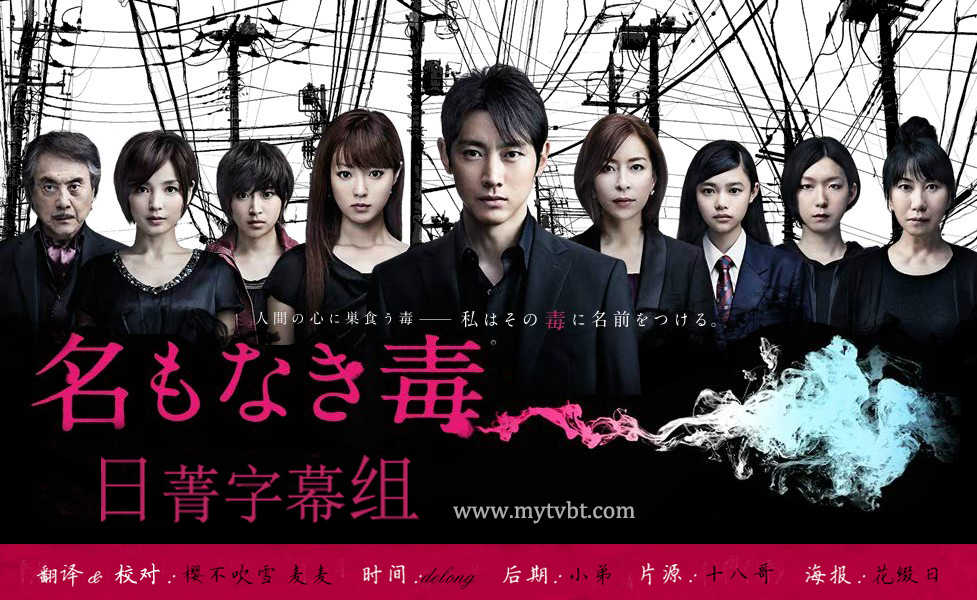 人間の心に巣食う毒──私はその毒に名前をつける。
名もなき毒
日菁字幕组
www.mytvbt.com
翻译&校对:樱不吹雪 麦麦 时间:delong 后期:小弟 片源:十八哥 海报:花缀日